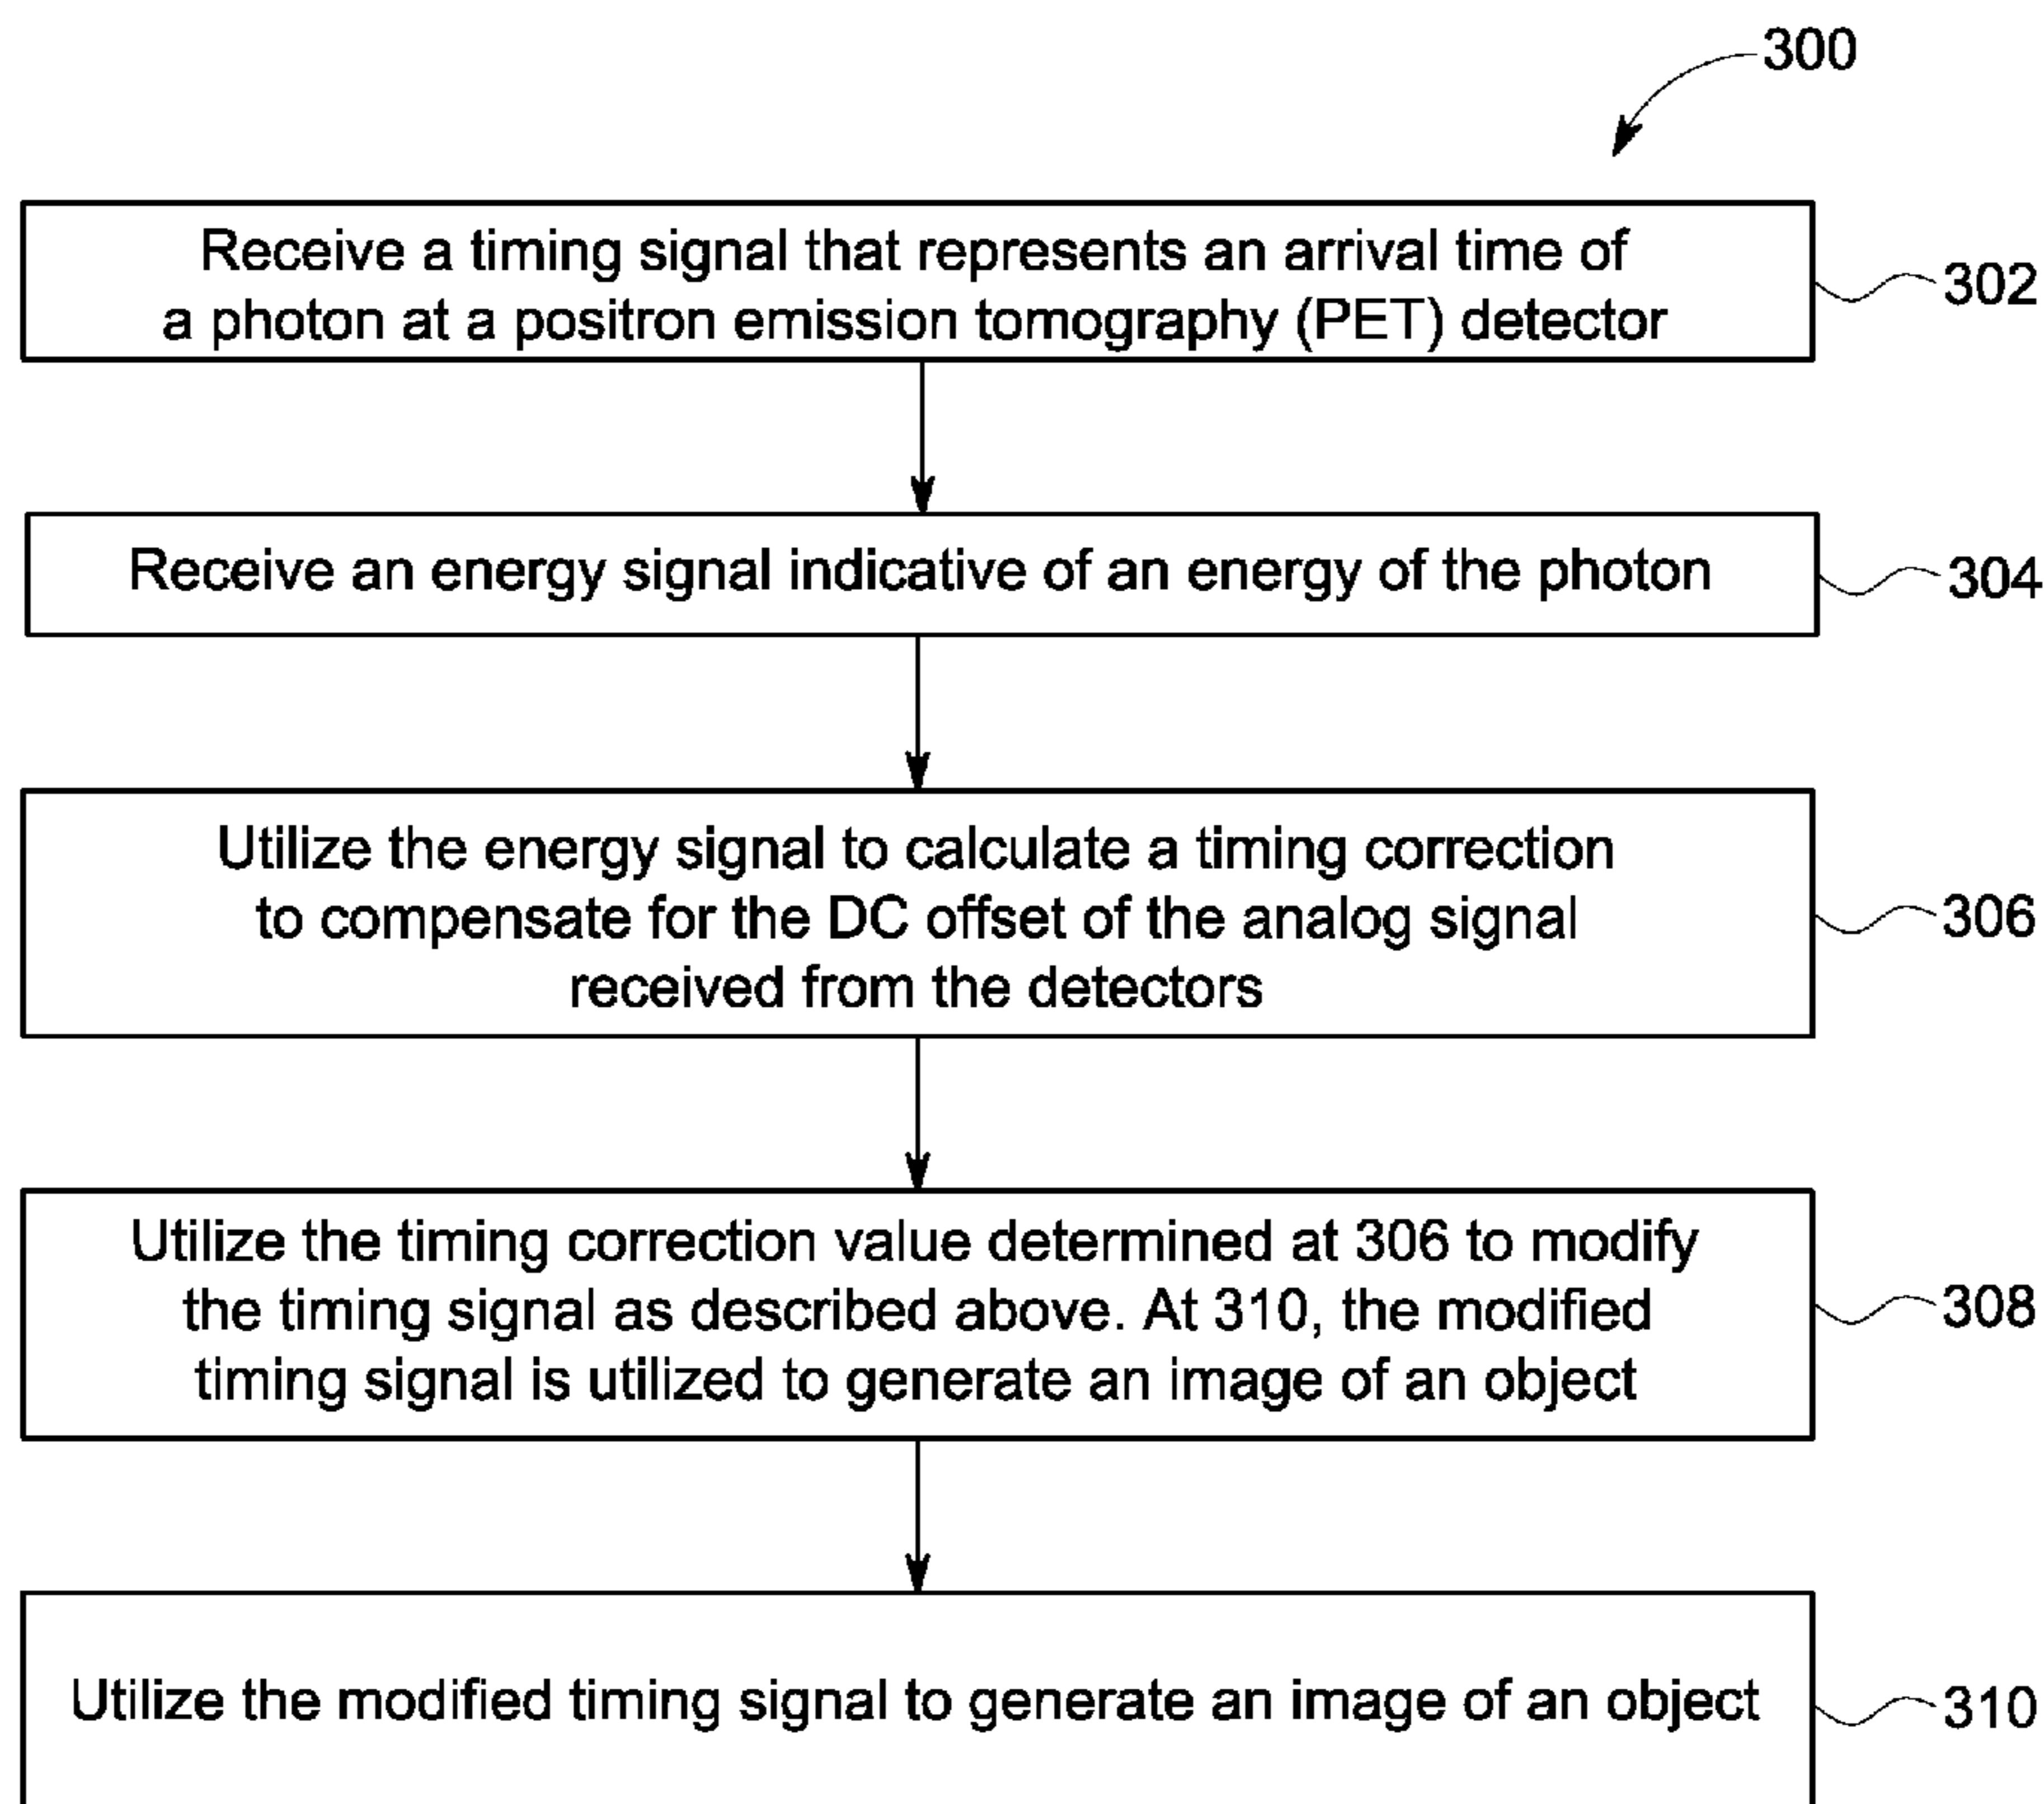 300
Receive a timing signal that represents an arrival time of
a photon at a positron emission tomography (PET) detector
302
Receive an energy signal indicative of an energy of the photon
304
Utilize the energy signal to calculate a timing correction
to compensate for the DC offset of the analog signal
received from the detectors
306
Utilize the timing correction value determined at 306 to modify
the timing signal as described above. At 310, the modified
timing signal is utilized to generate an image of an object
308
Utilize the modified timing signal to generate an image of an object
310